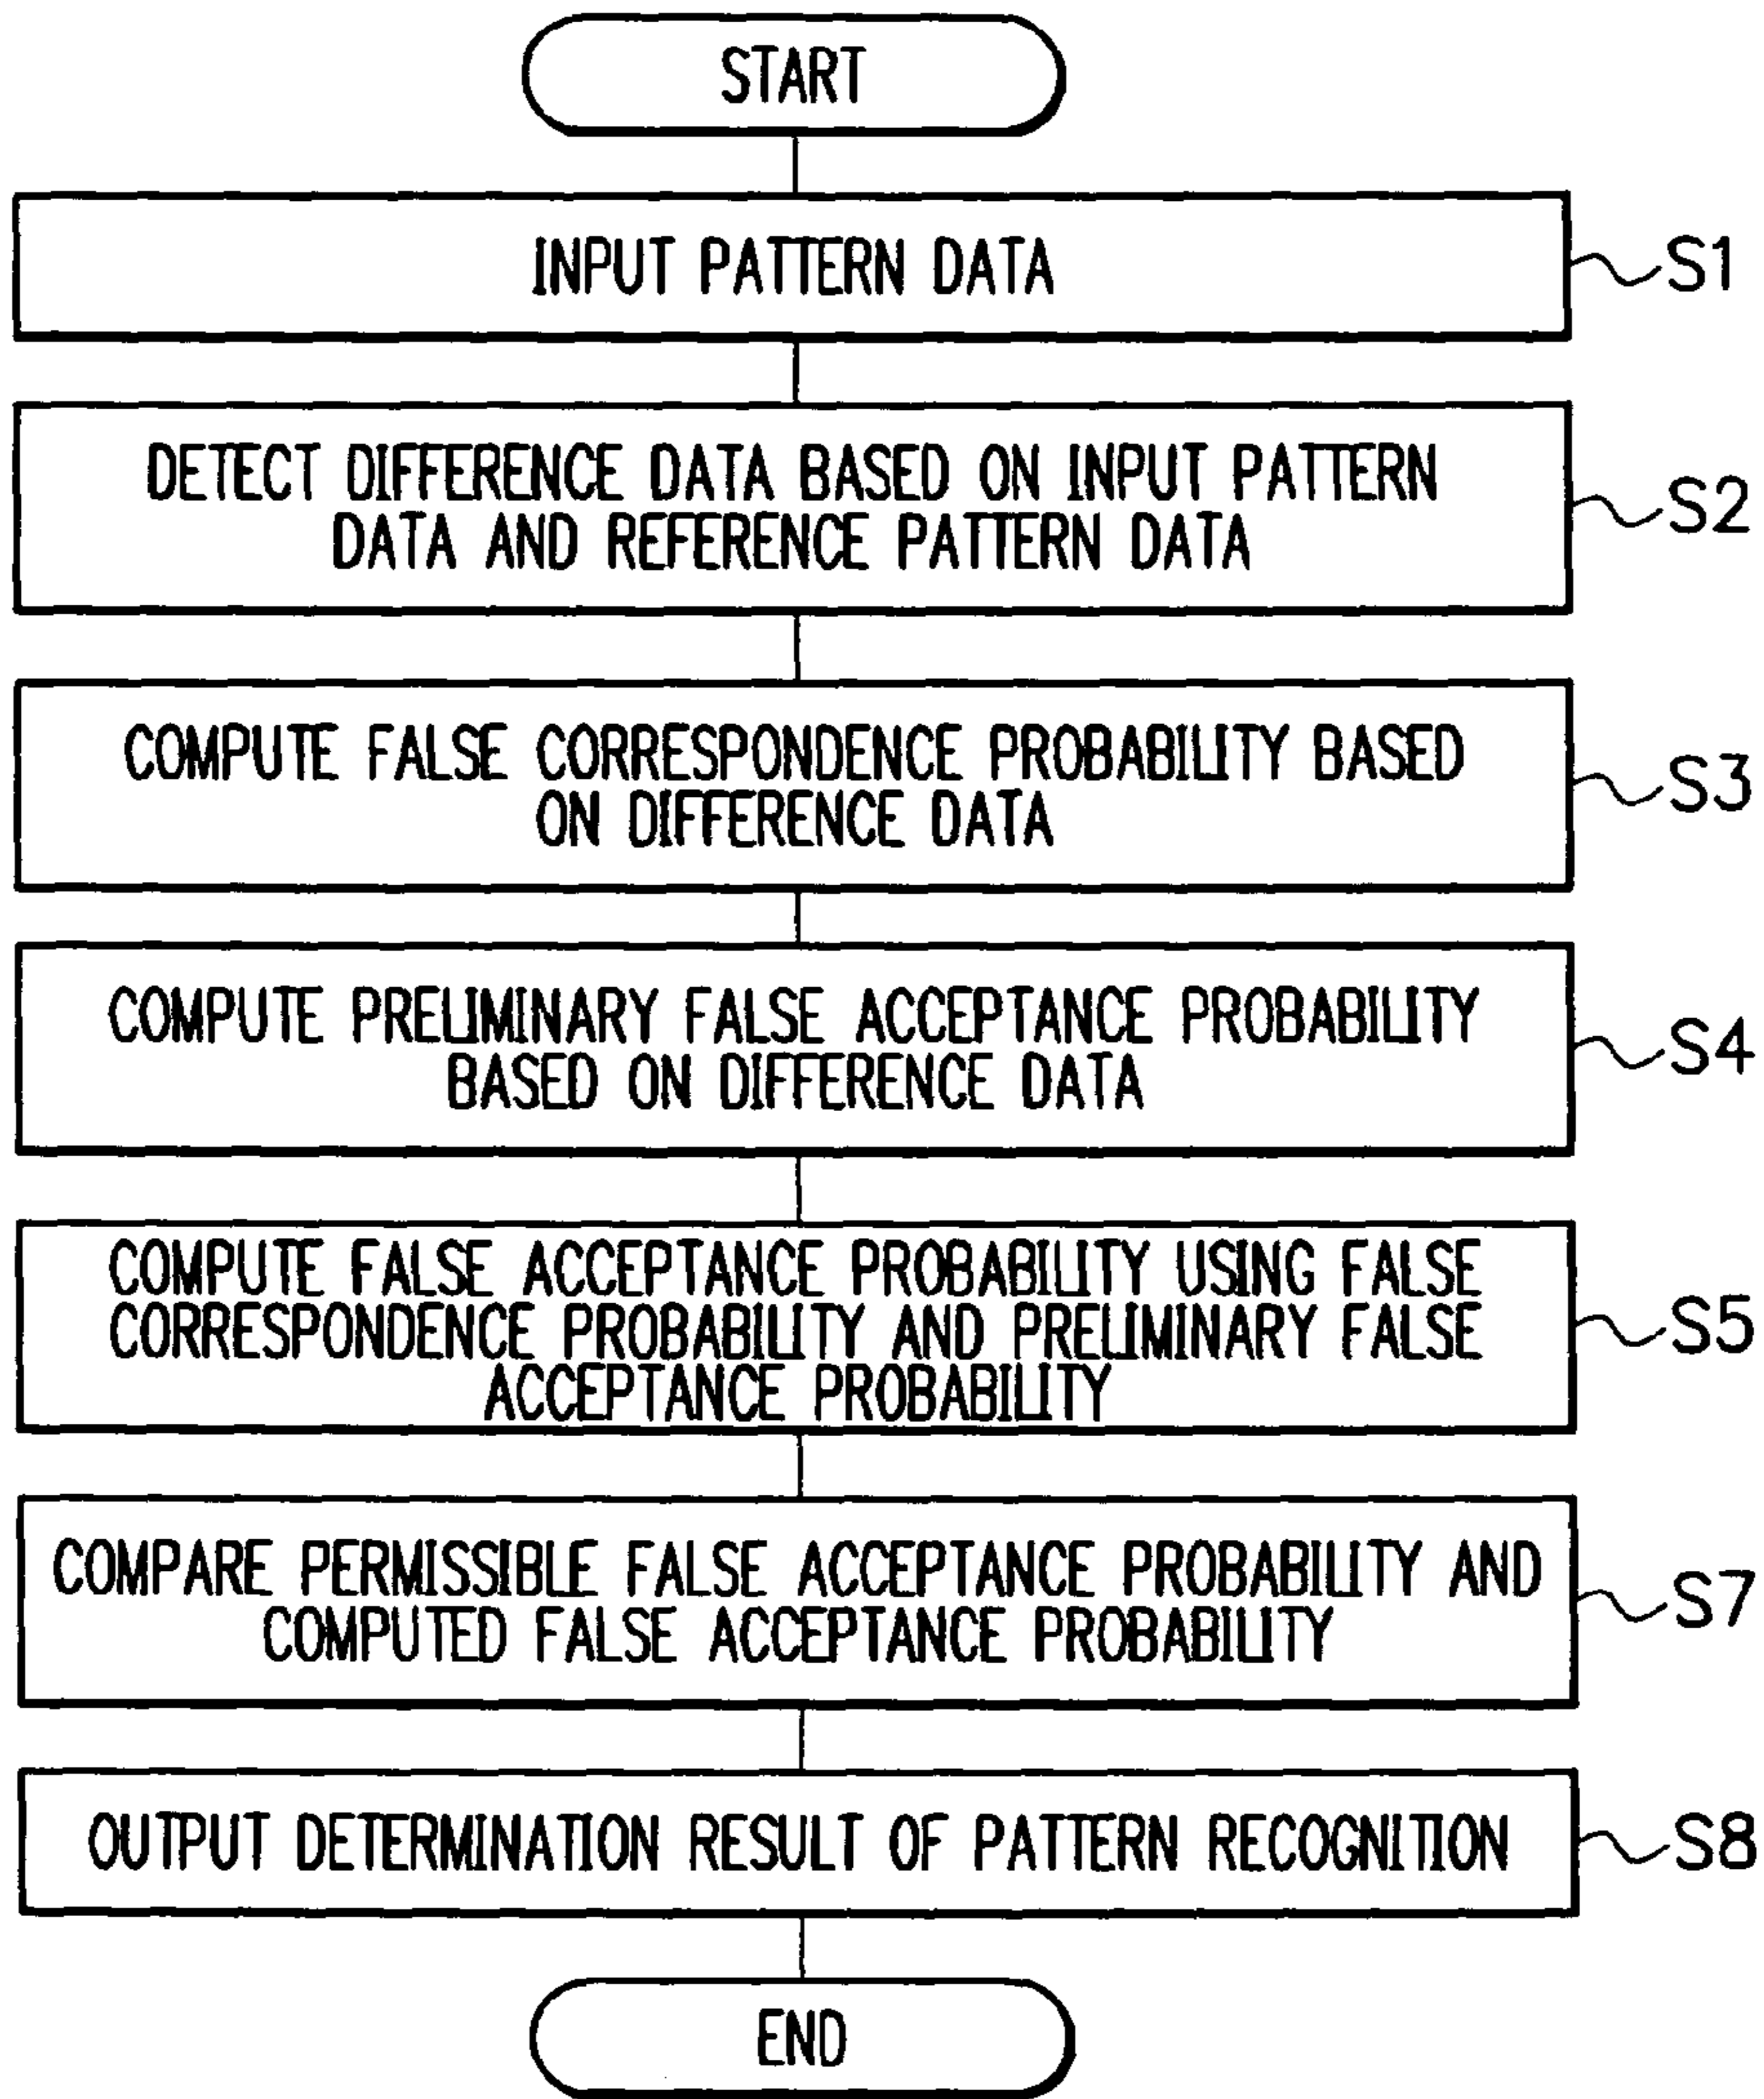 START
INPUT PATTERN DATA
S1
DETECT DIFFERENCE DATA BASED ON INPUT PATTERN
DATA AND REFERENCE PATTERN DATA
S2
COMPUTE FALSE CORRESPONDENCE PROBABILITY BASED
ON DIFFERENCE DATA
S3
COMPUTE PRELIMINARY FALSE ACCEPTANCE PROBABILITY
BASED ON DIFFERENCE DATA
S4
COMPUTE FALSE ACCEPTANCE PROBABILITY USING FALSE
CORRESPONDENCE PROBABILITY AND PRELIMINARY FALSE
ACCEPTANCE PROBABILITY
S5
COMPARE PERMISSIBLE FALSE ACCEPTANCE PROBABILITY AND
COMPUTED FALSE ACCEPTANCE PROBABILITY
S7
OUTPUT DETERMINATION RESULT OF PATTERN RECOGNITION
S8
END